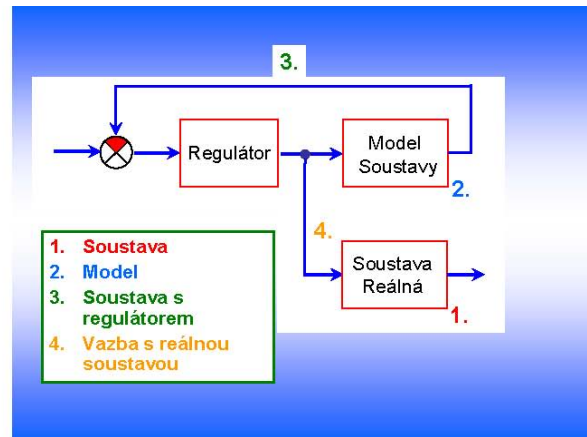 3.
Regulátor
Model
Soustavy
2.
4.
Soustava
Reálná
1.
1. Soustava
2. Model
3. Soustava s
regulátorem
4. Vazba s reálnou
soustavou